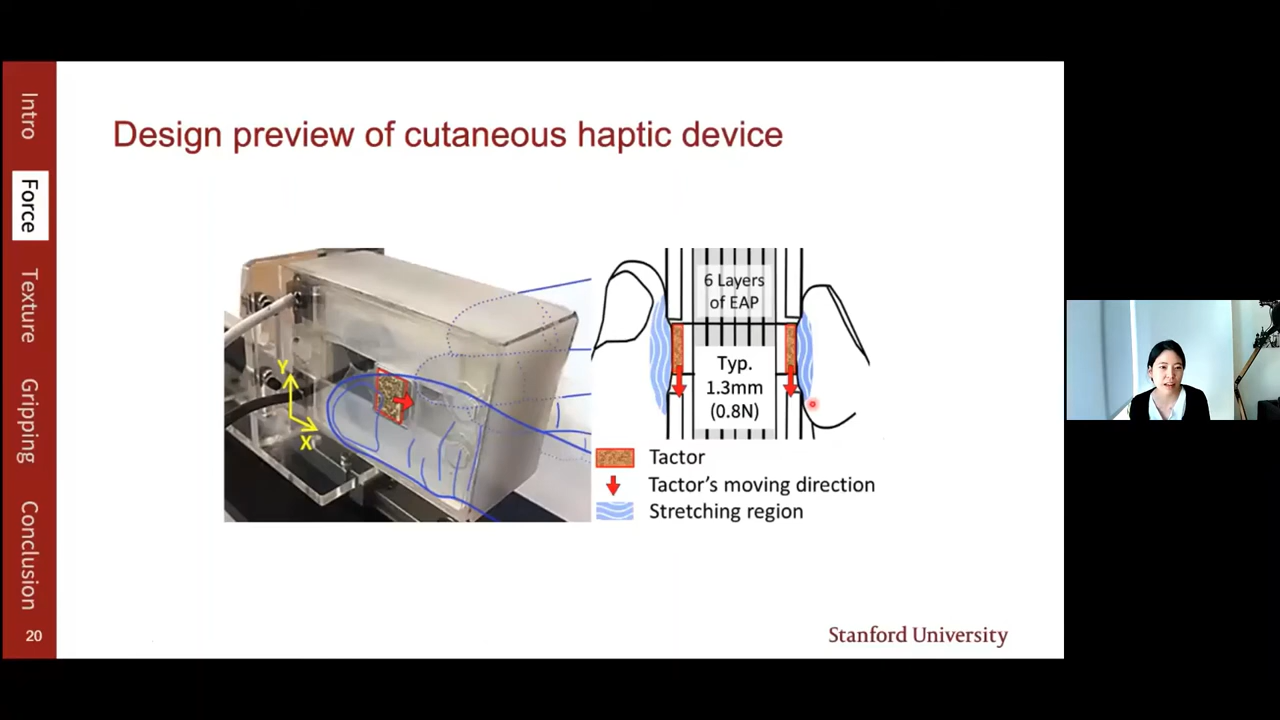 Intro
Force
Texture
Gripping
Conclusion
20
Design preview of cutaneous haptic device
Y
X
6 Layers
of EAP
Typ.
1.3mm
(0.8N)
Tactor
Tactor's moving direction
Stretching region
Stanford University